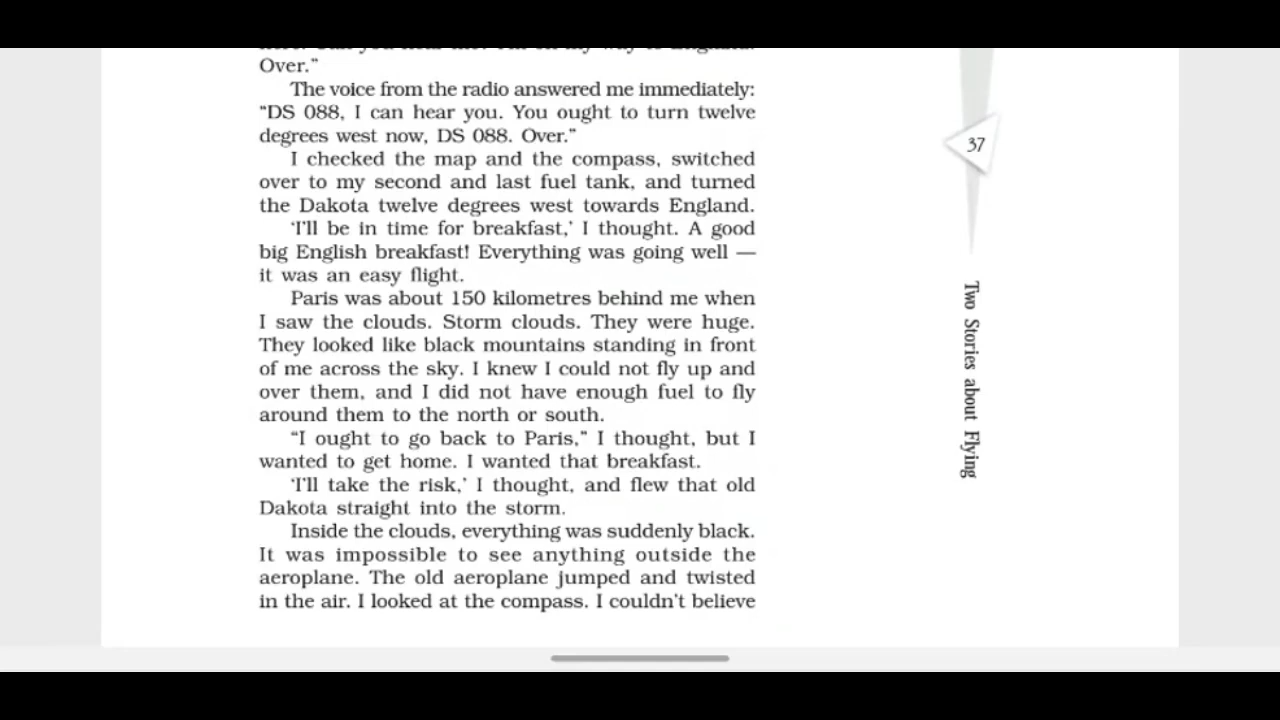 Over."
The voice from the radio answered me immediately:
"DS 088, I can hear you. You ought to turn twelve
degrees west now, DS 088. Over."
I checked the map and the compass, switched
over to my second and last fuel tank, and turned
the Dakota twelve degrees west towards England.
'I'll be in time for breakfast,' I thought. A good
big English breakfast! Everything was going well —
it was an easy flight.
Paris was about 150 kilometres behind me when
I saw the clouds. Storm clouds. They were huge.
They looked like black mountains standing in front
of me across the sky. I knew I could not fly up and
over them, and I did not have enough fuel to fly
around them to the north or south.
"I ought to go back to Paris," I thought, but I
wanted to get home. I wanted that breakfast.
'I'll take the risk,' I thought, and flew that old
Dakota straight into the storm.
Inside the clouds, everything was suddenly black.
It was impossible to see anything outside the
aeroplane. The old aeroplane jumped and twisted
in the air. I looked at the compass. I couldn't believe
37
Two Stories about Flying